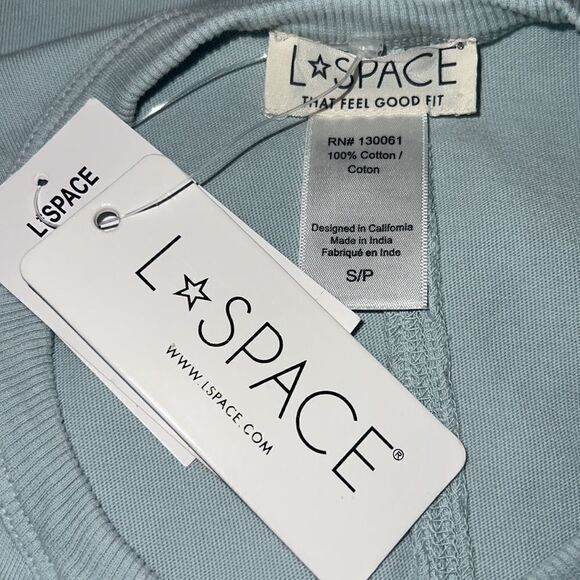 L☆SPACE®
THAT FEEL GOOD FIT
RN# 130061
100% Cotton /
Coton
Designed in California
Made in India
Fabriqué en Inde
S/P
L☆SPACE
L☆SPACE®
WWW.LSPACE.COM